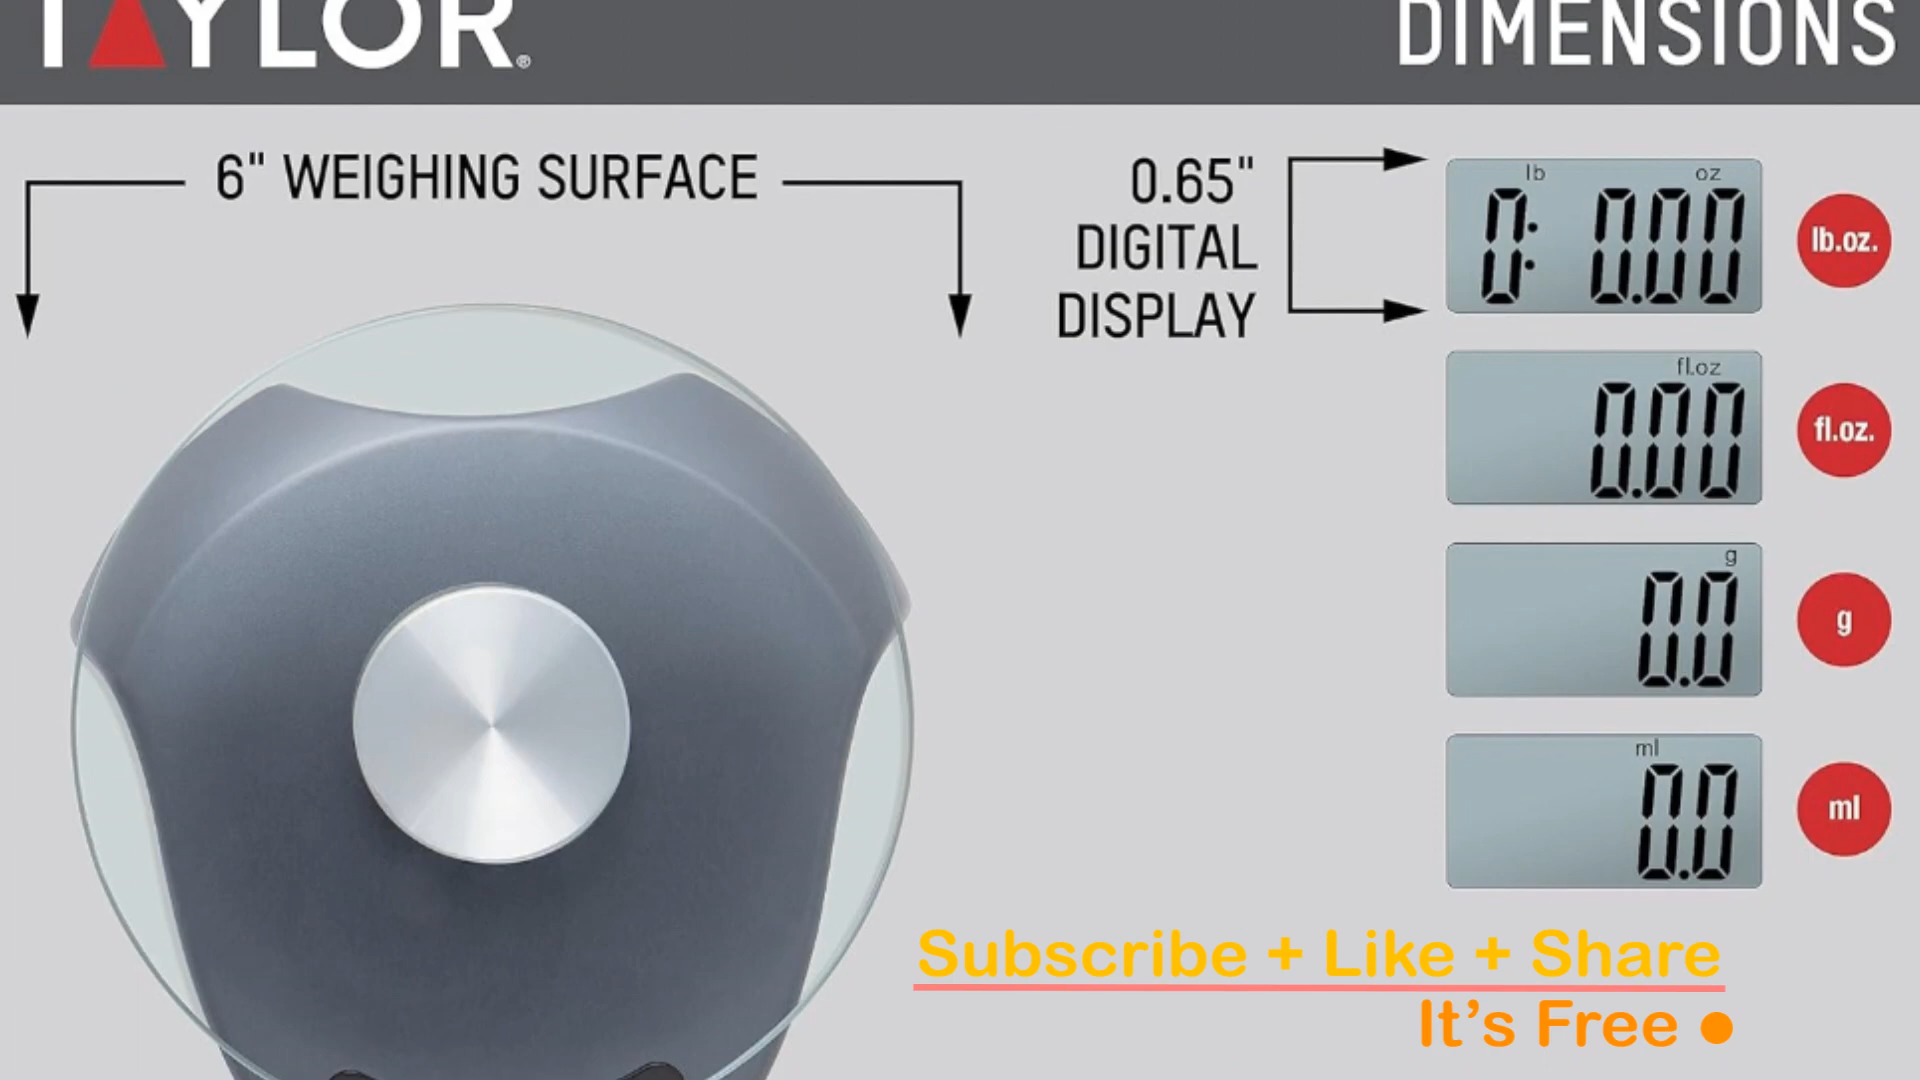 TAYLOR®
DIMENSIONS
6" WEIGHING SURFACE
0.65"
DIGITAL
DISPLAY
lb oz
0: 0.00
lb.oz.
fl.oz
0.00
fl.oz.
g
0.0
g
ml
0.0
ml
Subscribe + Like + Share
It’s Free